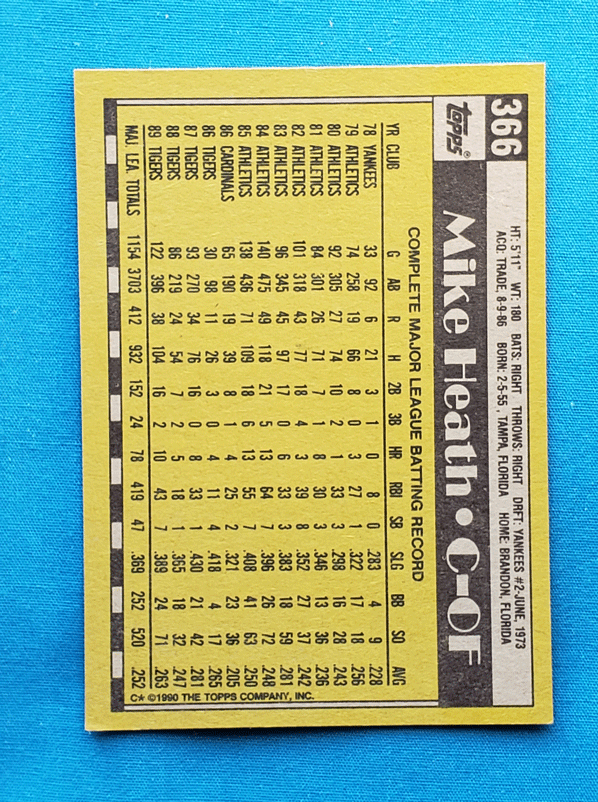 366
HT: 5'11" WT: 180 BATS: RIGHT THROWS: RIGHT DRFT: YANKEES #2-JUNE, 1973
ACQ: TRADE, 8-9-86 BORN: 2-5-55, TAMPA, FLORIDA HOME: BRANDON, FLORIDA
TOPPS®
Mike Heath • C-OF
COMPLETE MAJOR LEAGUE BATTING RECORD
YR CLUB G AB R H 2B 3B HR RBI SB SLG BB SO AVG
78 YANKEES 33 92 6 21 3 1 0 8 0 .283 4 9 .228
79 ATHLETICS 74 258 19 66 8 0 3 27 1 .322 17 18 .256
80 ATHLETICS 92 305 27 74 10 2 1 33 3 .298 16 28 .243
81 ATHLETICS 84 301 26 71 7 1 8 30 3 .346 13 36 .236
82 ATHLETICS 101 318 43 77 18 4 3 39 8 .352 27 36 .242
83 ATHLETICS 96 345 45 97 17 0 6 33 3 .383 18 59 .281
84 ATHLETICS 140 475 49 118 21 5 13 64 7 .396 26 72 .248
85 ATHLETICS 138 436 71 109 18 6 13 55 7 .408 41 63 .250
86 CARDINALS 65 190 19 39 8 1 4 25 2 .321 23 36 .205
86 TIGERS 30 98 11 26 3 0 4 11 4 .418 4 17 .265
87 TIGERS 93 270 34 76 16 0 8 33 1 .430 21 42 .281
88 TIGERS 86 219 24 54 7 2 5 18 1 .365 18 32 .247
89 TIGERS 122 396 38 104 16 2 10 43 7 .389 24 71 .263
MAJ. LEA. TOTALS 1154 3703 412 932 152 24 78 419 47 .369 252 520 .252
C* ©1990 THE TOPPS COMPANY, INC.